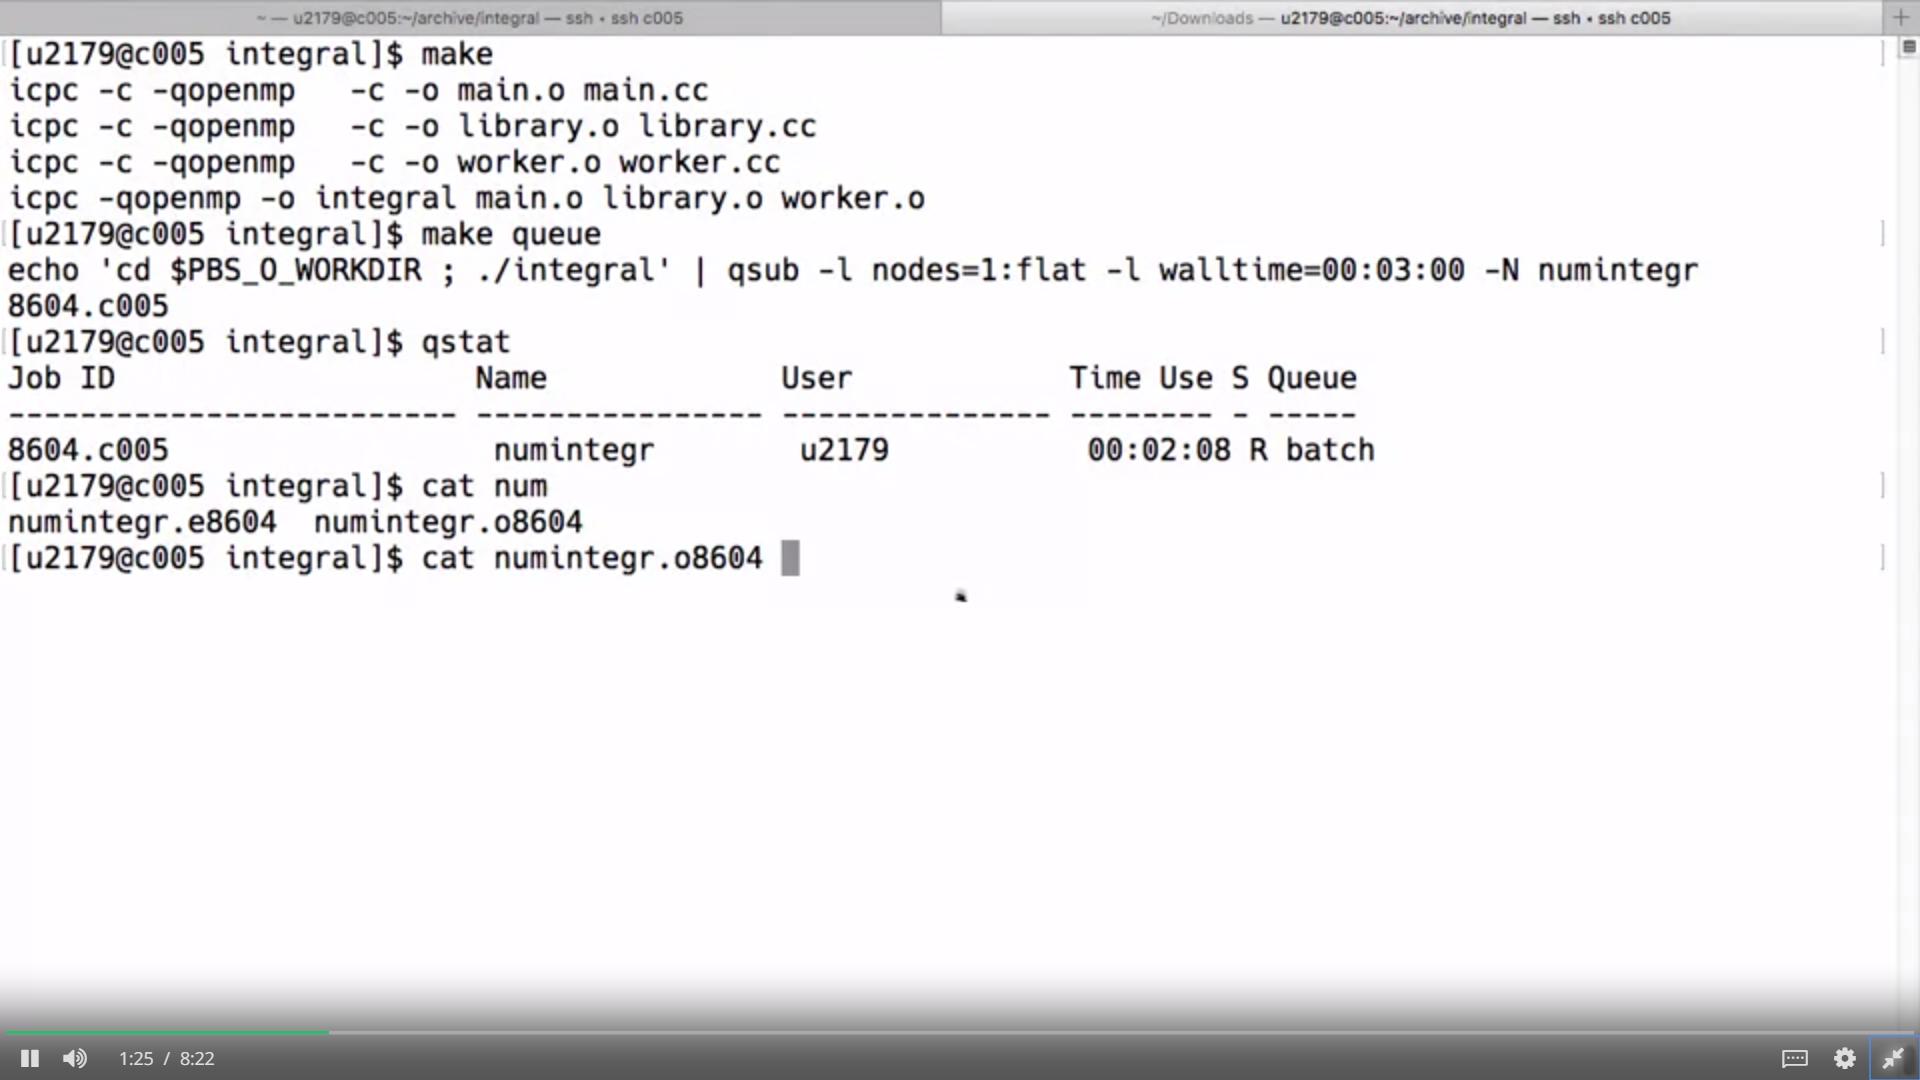 ~ — u2179@c005:~/archive/integral — ssh • ssh c005
~/Downloads — u2179@c005:~/archive/integral — ssh • ssh c005
[u2179@c005 integral]$ make
icpc -c -qopenmp   -c -o main.o main.cc
icpc -c -qopenmp   -c -o library.o library.cc
icpc -c -qopenmp   -c -o worker.o worker.cc
icpc -qopenmp -o integral main.o library.o worker.o
[u2179@c005 integral]$ make queue
echo 'cd $PBS_O_WORKDIR ; ./integral' | qsub -l nodes=1:flat -l walltime=00:03:00 -N numintegr
8604.c005
[u2179@c005 integral]$ qstat
Job ID                    Name             User            Time Use S Queue
------------------------- ---------------- --------------- -------- - -----
8604.c005                  numintegr        u2179           00:02:08 R batch
[u2179@c005 integral]$ cat num
numintegr.e8604  numintegr.o8604
[u2179@c005 integral]$ cat numintegr.o8604
1:25 / 8:22